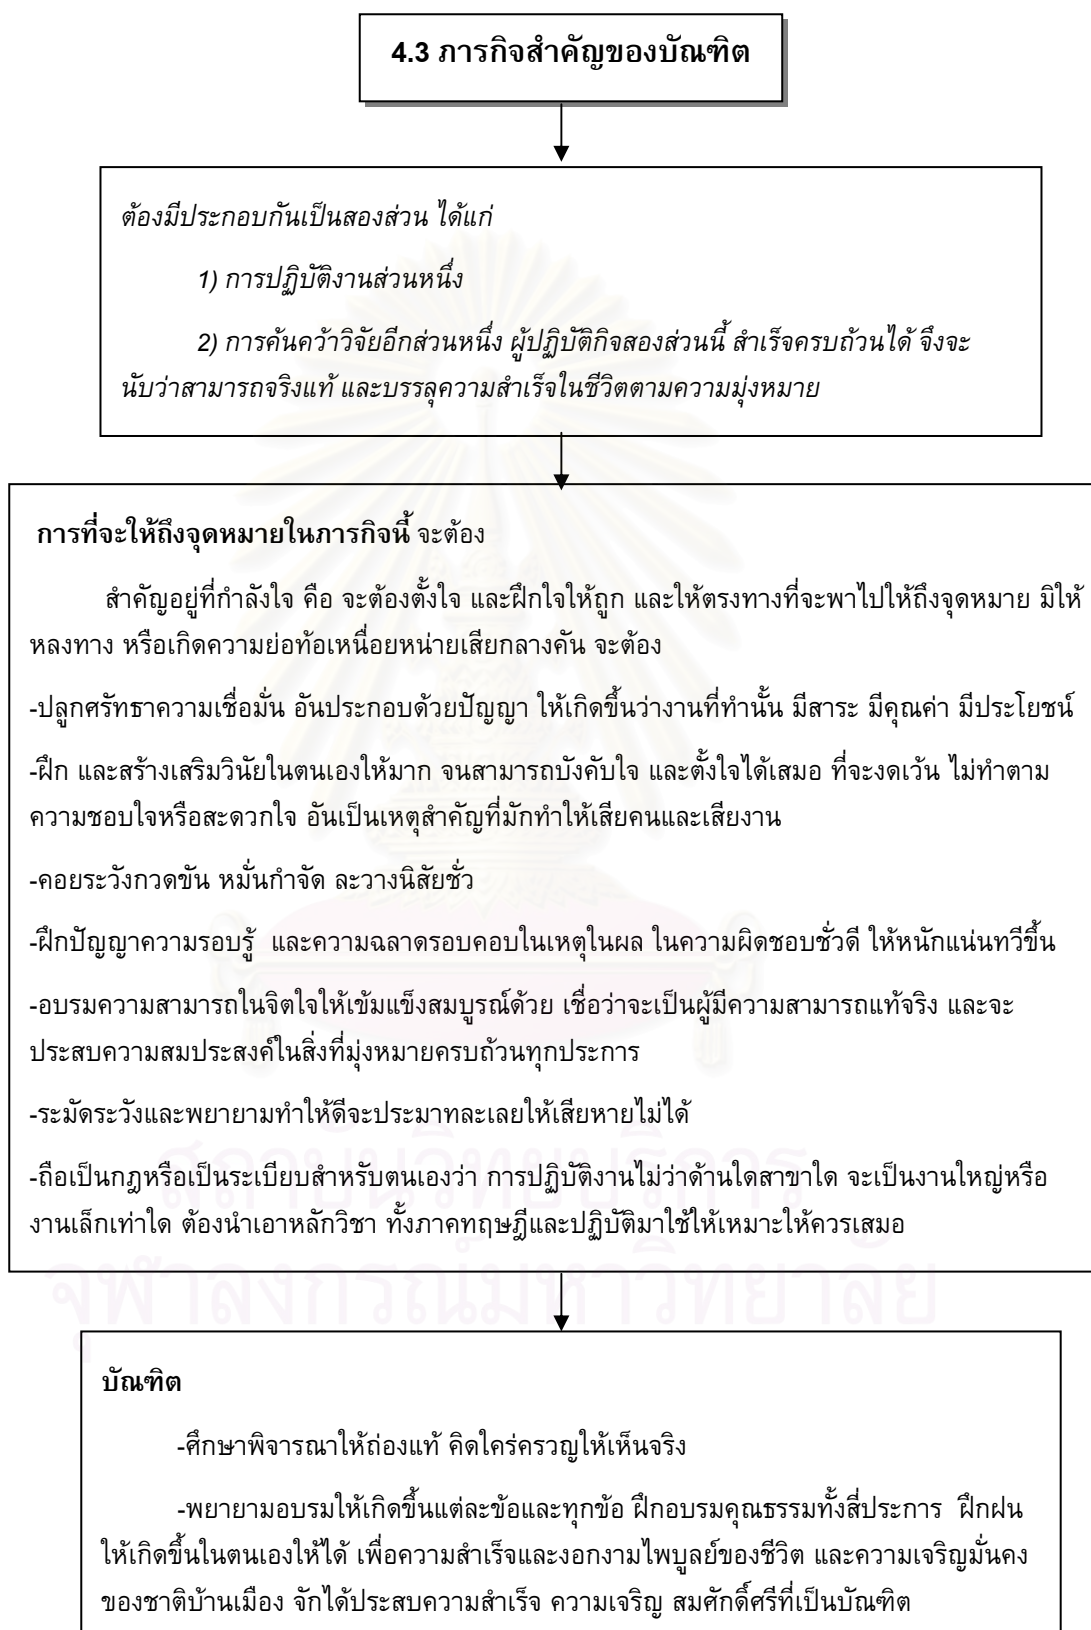 4.3 ภารกิจสำคัญของบัณฑิต
ต้องมีประกอบกันเป็นสองส่วน ได้แก่
1) การปฏิบัติงานส่วนหนึ่ง
2) การค้นคว้าวิจัยอีกส่วนหนึ่ง ผู้ปฏิบัติกิจสองส่วนนี้ สำเร็จครบถ้วนได้ จึงจะ
นับว่าสามารถจริงแท้ และบรรลุความสำเร็จในชีวิตตามความมุ่งหมาย
การที่จะให้ถึงจุดหมายในภารกิจนี้ จะต้อง
สำคัญอยู่ที่กำลังใจ คือ จะต้องตั้งใจ และฝึกใจให้ถูก และให้ตรงทางที่จะพาไปให้ถึงจุดหมาย มิให้
หลงทาง หรือเกิดความย่อท้อเหนื่อยหน่ายเสียกลางคัน จะต้อง
-ปลูกศรัทธาความเชื่อมั่น อันประกอบด้วยปัญญา ให้เกิดขึ้นว่างานที่ทำนั้น มีสาระ มีคุณค่า มีประโยชน์
-ฝึก และสร้างเสริมวินัยในตนเองให้มาก จนสามารถบังคับใจ และตั้งใจได้เสมอ ที่จะงดเว้น ไม่ทำตาม
ความชอบใจหรือสะดวกใจ อันเป็นเหตุสำคัญที่มักทำให้เสียคนและเสียงาน
-คอยระวังกวดขัน หมั่นกำจัด ละวางนิสัยชั่ว
-ฝึกปัญญาความรอบรู้  และความฉลาดรอบคอบในเหตุในผล ในความผิดชอบชั่วดี ให้หนักแน่นทวีขึ้น
-อบรมความสามารถในจิตใจให้เข้มแข็งสมบูรณ์ด้วย เชื่อว่าจะเป็นผู้มีความสามารถแท้จริง และจะ
ประสบความสมประสงค์ในสิ่งที่มุ่งหมายครบถ้วนทุกประการ
-ระมัดระวังและพยายามทำให้ดีจะประมาทละเลยให้เสียหายไม่ได้
-ถือเป็นกฎหรือเป็นระเบียบสำหรับตนเองว่า การปฏิบัติงานไม่ว่าด้านใดสาขาใด จะเป็นงานใหญ่หรือ
งานเล็กเท่าใด ต้องนำเอาหลักวิชา ทั้งภาคทฤษฎีและปฏิบัติมาใช้ให้เหมาะให้ควรเสมอ
สถาบันวิทยบริการ
จุฬาลงกรณ์มหาวิทยาลัย
บัณฑิต
-ศึกษาพิจารณาให้ถ่องแท้ คิดใคร่ครวญให้เห็นจริง
-พยายามอบรมให้เกิดขึ้นแต่ละข้อและทุกข้อ ฝึกอบรมคุณธรรมทั้งสี่ประการ  ฝึกฝน
ให้เกิดขึ้นในตนเองให้ได้ เพื่อความสำเร็จและงอกงามไพบูลย์ของชีวิต และความเจริญมั่นคง
ของชาติบ้านเมือง จักได้ประสบความสำเร็จ ความเจริญ สมศักดิ์ศรีที่เป็นบัณฑิต